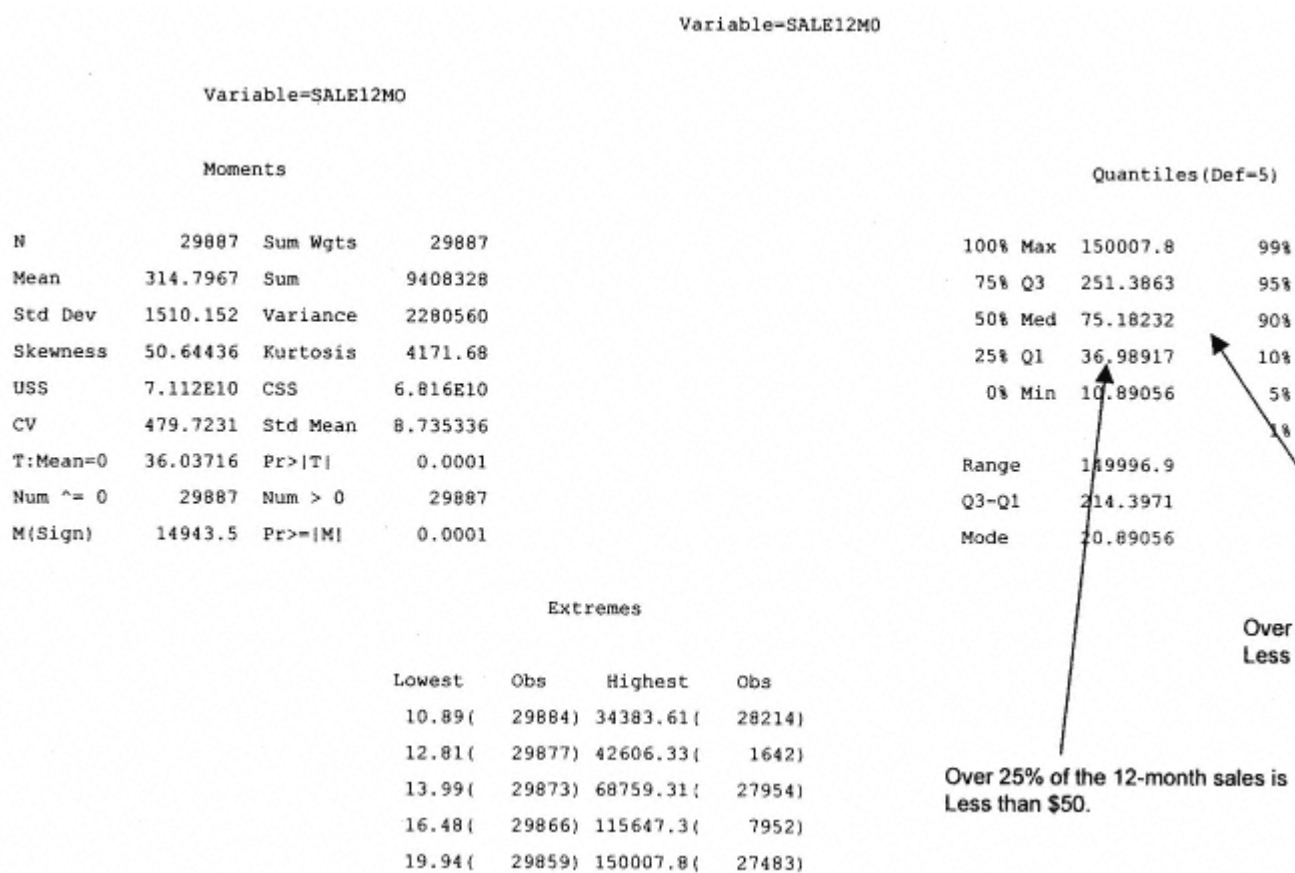 Variable=SALE12MO
Variable=SALE12MO
Moments
N 29887 Sum Wgts 29887
Mean 314.7967 Sum 9408328
Std Dev 1510.152 Variance 2280560
Skewness 50.64436 Kurtosis 4171.68
USS 7.112E10 CSS 6.816E10
CV 479.7231 Std Mean 8.735336
T:Mean=0 36.03716 Pr>|T| 0.0001
Num ^= 0 29887 Num > 0 29887
M(Sign) 14943.5 Pr>=|M| 0.0001
Quantiles(Def=5)
100% Max 150007.8 99%
75% Q3 251.3863 95%
50% Med 75.18232 90%
25% Q1 36.98917 10%
0% Min 10.89056 5%
1%
Range 149996.9
Q3-Q1 214.3971
Mode 20.89056
Extremes
Lowest Obs Highest Obs
10.89( 29884) 34383.61( 28214)
12.81( 29877) 42606.33( 1642)
13.99( 29873) 68759.31( 27954)
16.48( 29866) 115647.3( 7952)
19.94( 29859) 150007.8( 27483)
Over
Less
Over 25% of the 12-month sales is
Less than $50.